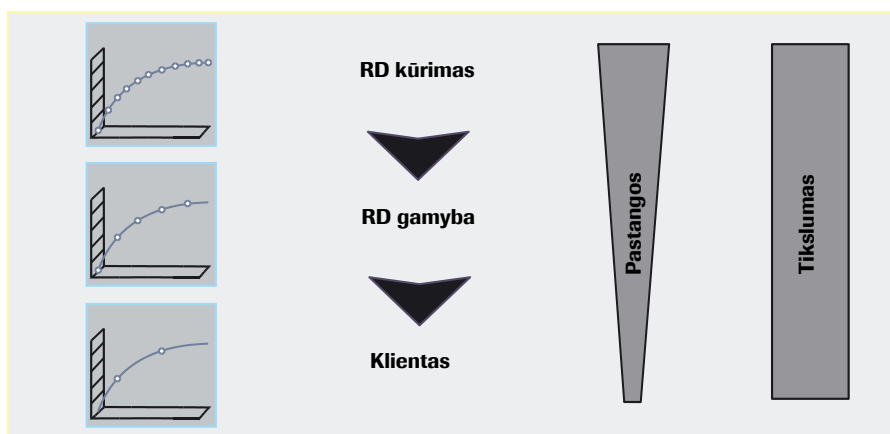 RD kūrimas
RD gamyba
Klientas
Pastangos
Tikslumas